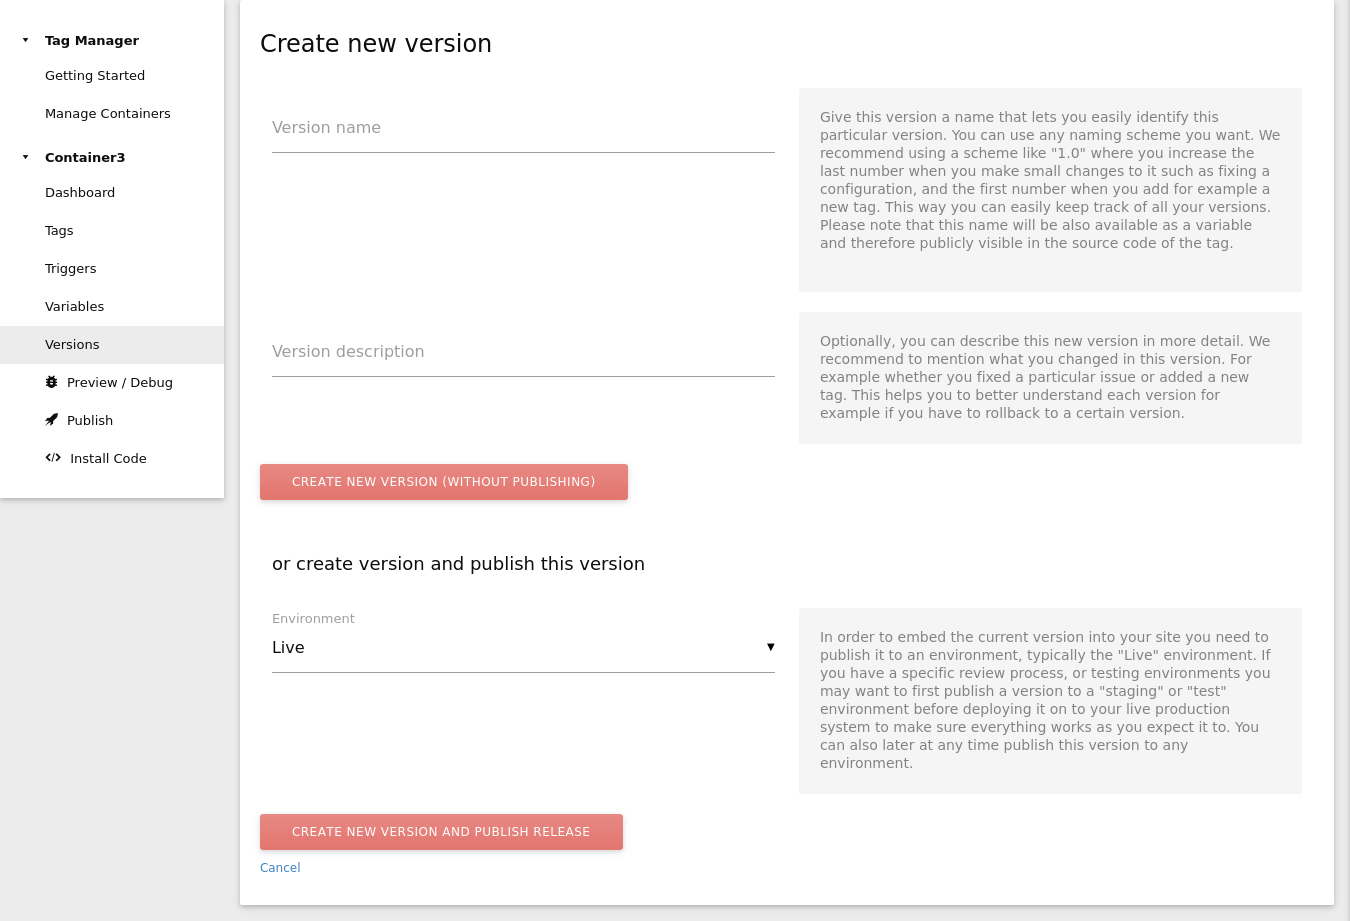 Tag Manager
Getting Started
Manage Containers
Container3
Dashboard
Tags
Triggers
Variables
Versions
Preview / Debug
Publish
Install Code
Create new version
Version name
Give this version a name that lets you easily identify this
particular version. You can use any naming scheme you want. We
recommend using a scheme like "1.0" where you increase the
last number when you make small changes to it such as fixing a
configuration, and the first number when you add for example a
new tag. This way you can easily keep track of all your versions.
Please note that this name will be also available as a variable
and therefore publicly visible in the source code of the tag.
Version description
Optionally, you can describe this new version in more detail. We
recommend to mention what you changed in this version. For
example whether you fixed a particular issue or added a new
tag. This helps you to better understand each version for
example if you have to rollback to a certain version.
CREATE NEW VERSION (WITHOUT PUBLISHING)
or create version and publish this version
Environment
Live
In order to embed the current version into your site you need to
publish it to an environment, typically the "Live" environment. If
you have a specific review process, or testing environments you
may want to first publish a version to a "staging" or "test"
environment before deploying it on to your live production
system to make sure everything works as you expect it to. You
can also later at any time publish this version to any
environment.
CREATE NEW VERSION AND PUBLISH RELEASE
Cancel